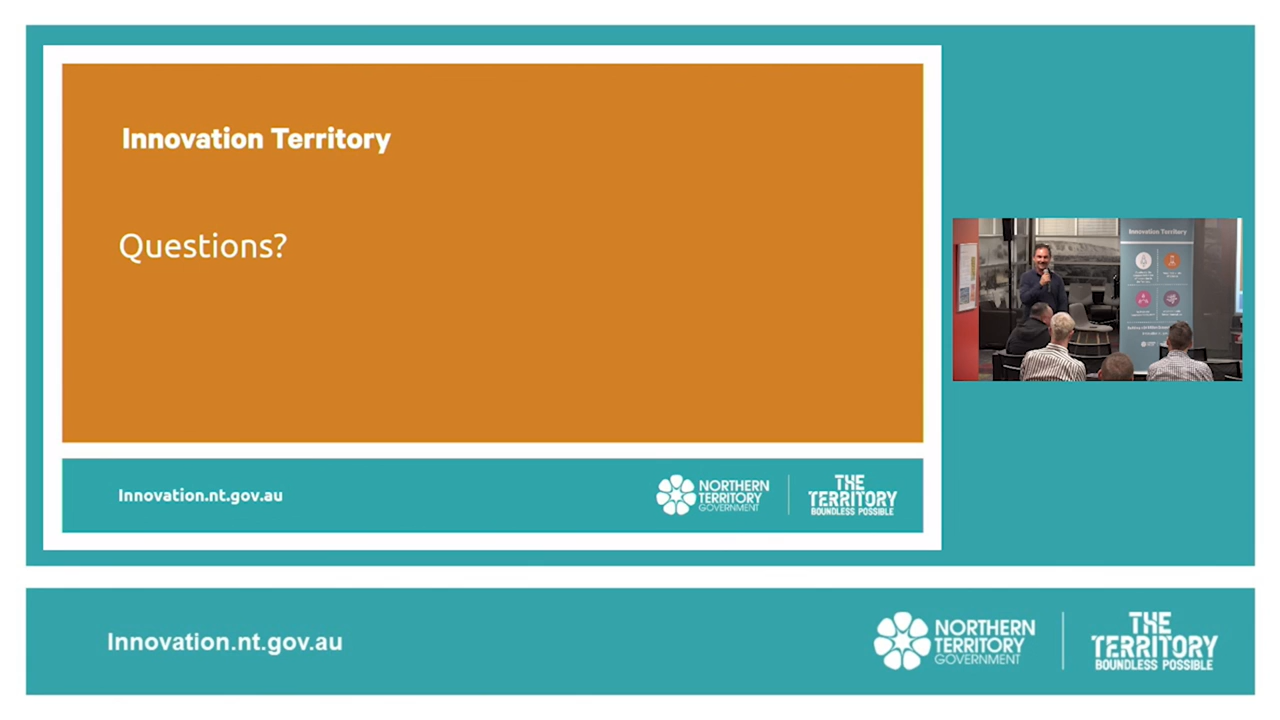 Innovation Territory
Questions?
Innovation.nt.gov.au
NORTHERN
TERRITORY
GOVERNMENT
THE
TERRITORY
BOUNDLESS POSSIBLE
Innovation Territory
Innovation.nt.gov.au
NORTHERN
TERRITORY
GOVERNMENT
THE
TERRITORY
BOUNDLESS POSSIBLE